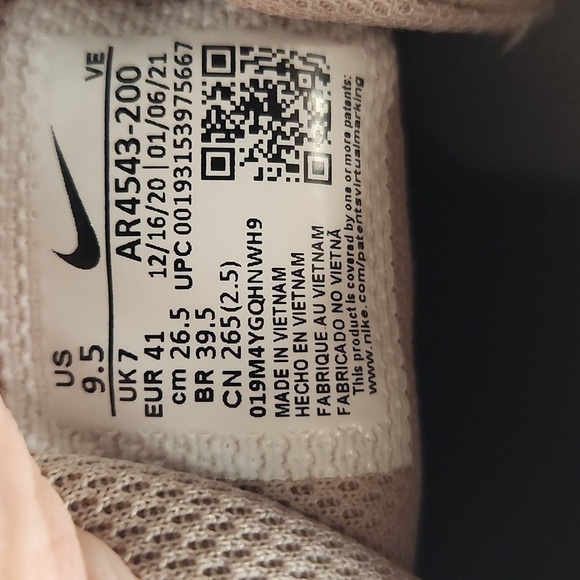 US
9.5
VE
UK 7
EUR 41
cm 26.5
BR 39.5
CN 265(2.5)
AR4543-200
12/16/20 | 01/06/21
UPC 00193153975667
019M4YGQHNWH9
MADE IN VIETNAM
HECHO EN VIETNAM
FABRIQUE AU VIETNAM
FABRICADO NO VIETNÃ
This product is covered by one or more patents:
www.nike.com/patentsvirtualmarking